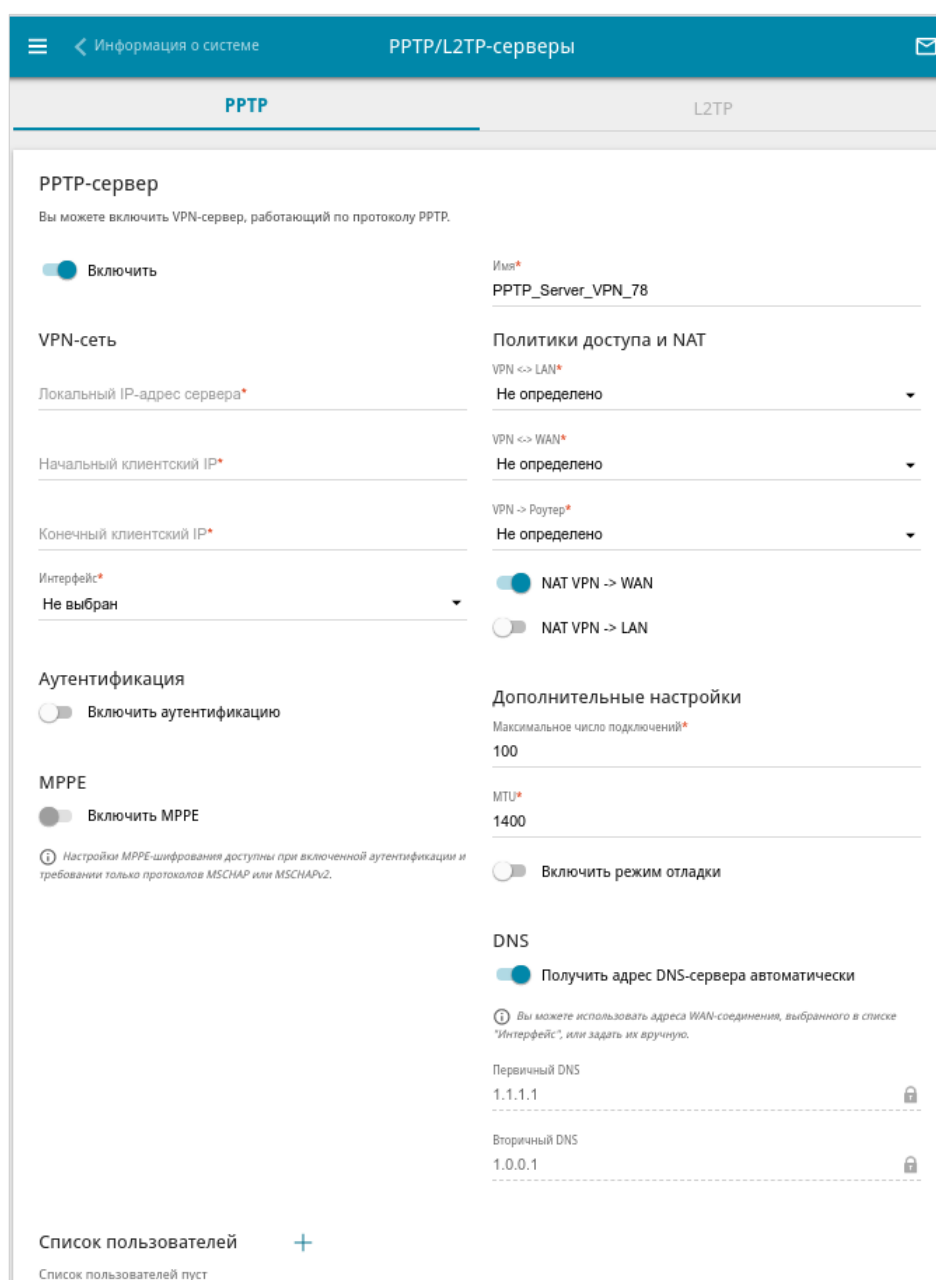 Информация о системе
PPTP/L2TP-серверы
PPTP
L2TP
PPTP-сервер
Вы можете включить VPN-сервер, работающий по протоколу PPTP.
Включить
Имя*
PPTP_Server_VPN_78
VPN-сеть
Локальный IP-адрес сервера*
Начальный клиентский IP*
Конечный клиентский IP*
Интерфейс*
Не выбран
Политики доступа и NAT
VPN <-> LAN*
Не определено
VPN <-> WAN*
Не определено
VPN -> Роутер*
Не определено
NAT VPN -> WAN
NAT VPN -> LAN
Аутентификация
Включить аутентификацию
MPPE
Включить MPPE
Настройки MPPE-шифрования доступны при включенной аутентификации и
требовании только протоколов MSCHAP или MSCHAPv2.
Дополнительные настройки
Максимальное число подключений*
100
MTU*
1400
Включить режим отладки
DNS
Получить адрес DNS-сервера автоматически
Вы можете использовать адреса WAN-соединения, выбранного в списке
"Интерфейс", или задать их вручную.
Первичный DNS
1.1.1.1
Вторичный DNS
1.0.0.1
Список пользователей
Список пользователей пуст